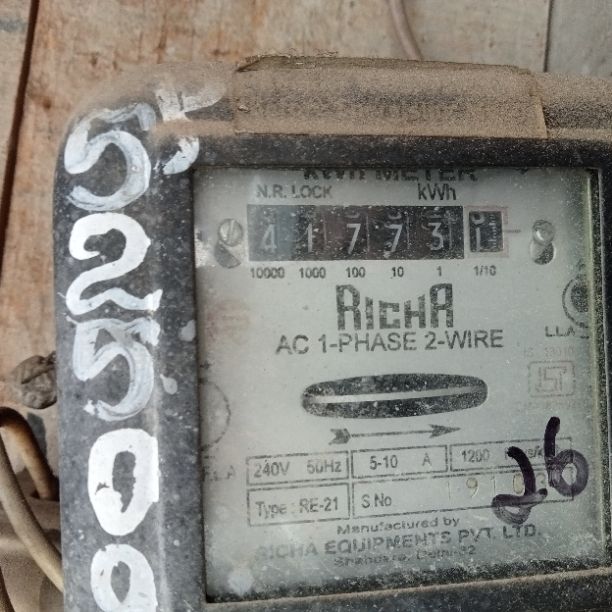 52500
kWh METER
N.R. LOCK kWh
4 1 7 7 3 1
10000 1000 100 10 1 1/10
RICHA
AC 1-PHASE 2-WIRE
240V 50Hz 5-10 A 1200
Type : RE-21 S No
26
Manufactured by
RICHA EQUIPMENTS PVT. LTD.